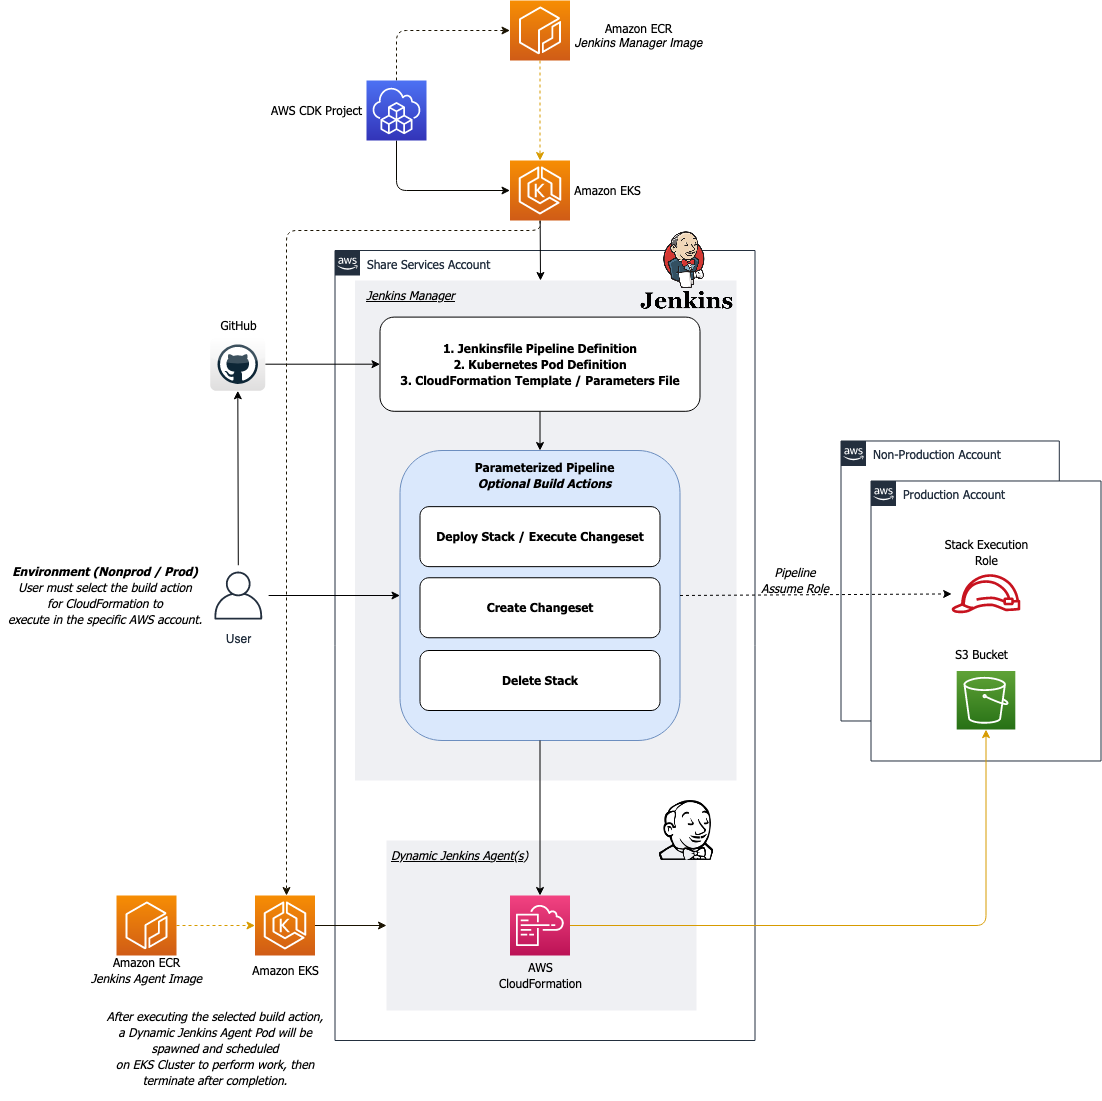 Amazon ECR
Jenkins Manager Image
AWS CDK Project
Amazon EKS
aws
Share Services Account
Jenkins
Jenkins Manager
GitHub
1. Jenkinsfile Pipeline Definition
2. Kubernetes Pod Definition
3. CloudFormation Template / Parameters File
Parameterized Pipeline
Optional Build Actions
Deploy Stack / Execute Changeset
Create Changeset
Delete Stack
Environment (Nonprod / Prod)
User must select the build action
for CloudFormation to
execute in the specific AWS account.
User
Pipeline
Assume Role
aws
Non-Production Account
aws
Production Account
Stack Execution
Role
S3 Bucket
Dynamic Jenkins Agent(s)
AWS
CloudFormation
Amazon ECR
Jenkins Agent Image
Amazon EKS
After executing the selected build action,
a Dynamic Jenkins Agent Pod will be
spawned and scheduled
on EKS Cluster to perform work, then
terminate after completion.